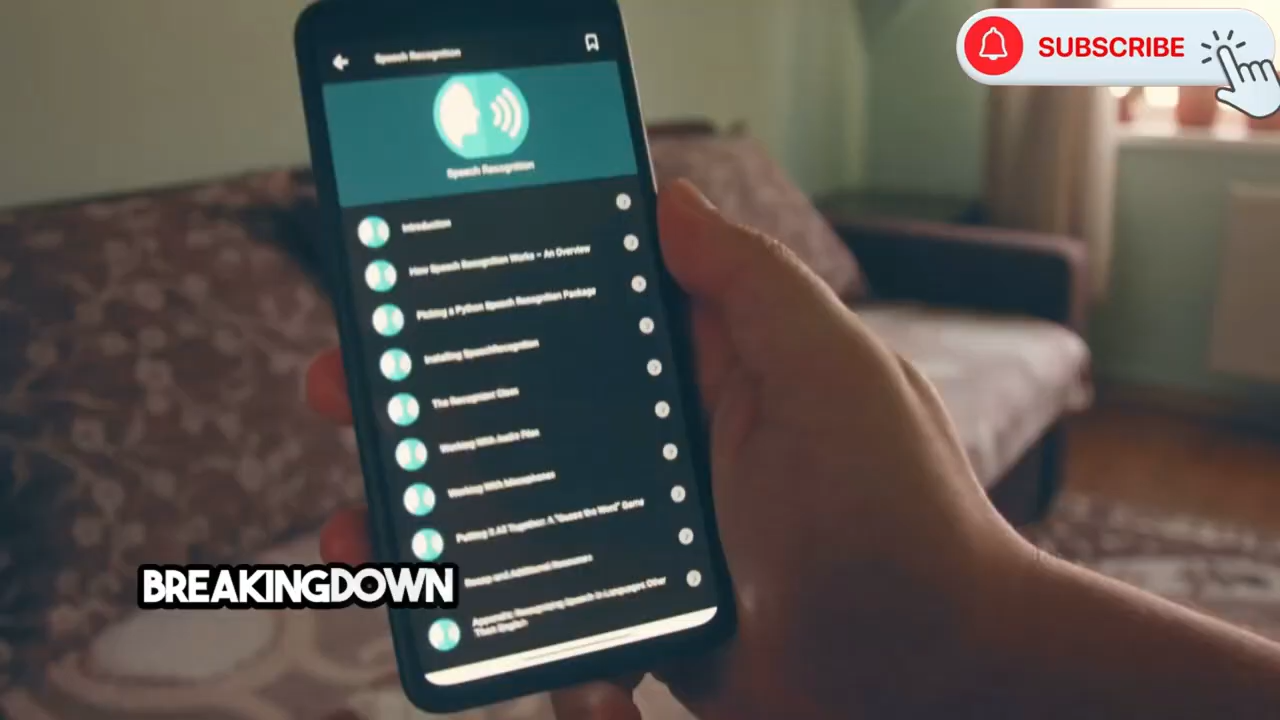 SUBSCRIBE
Speech Recognition
Speech Recognition
Introduction
How Speech Recognition Works – An Overview
Picking a Python Speech Recognition Package
Installing SpeechRecognition
The Recognizer Class
Working With Audio Files
Working With Microphones
Putting It All Together: A "Guess the Word" Game
Recap and Additional Resources
Appendix: Recognizing Speech in Languages Other
Than English
BREAKINGDOWN